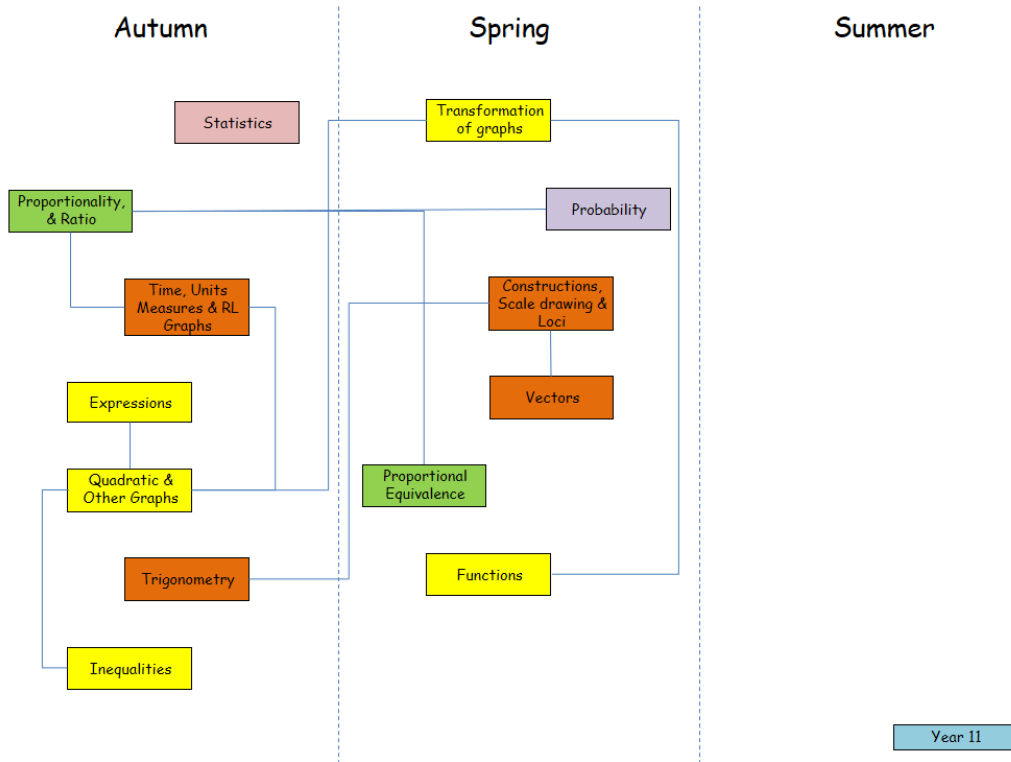 Autumn
Spring
Summer
Statistics
Transformation
of graphs
Proportionality,
& Ratio
Probability
Time, Units
Measures & RL
Graphs
Constructions,
Scale drawing &
Loci
Expressions
Vectors
Quadratic &
Other Graphs
Proportional
Equivalence
Trigonometry
Functions
Inequalities
Year 11